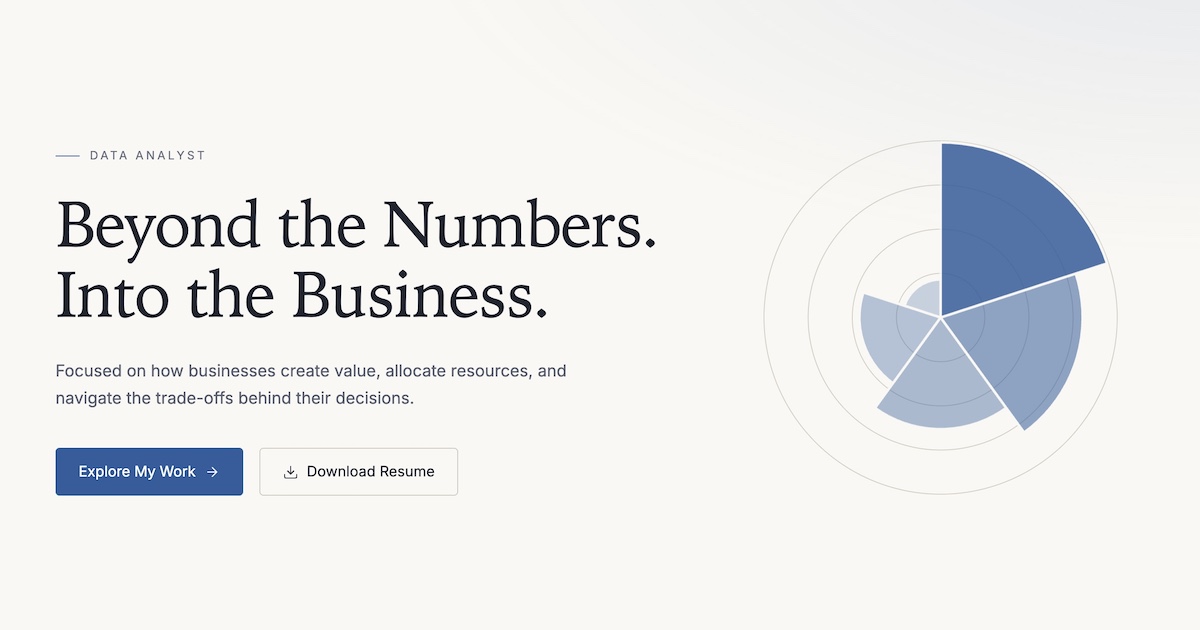 DATA ANALYST
Beyond the Numbers.
Into the Business.
Focused on how businesses create value, allocate resources, and
navigate the trade-offs behind their decisions.
Explore My Work →
Download Resume